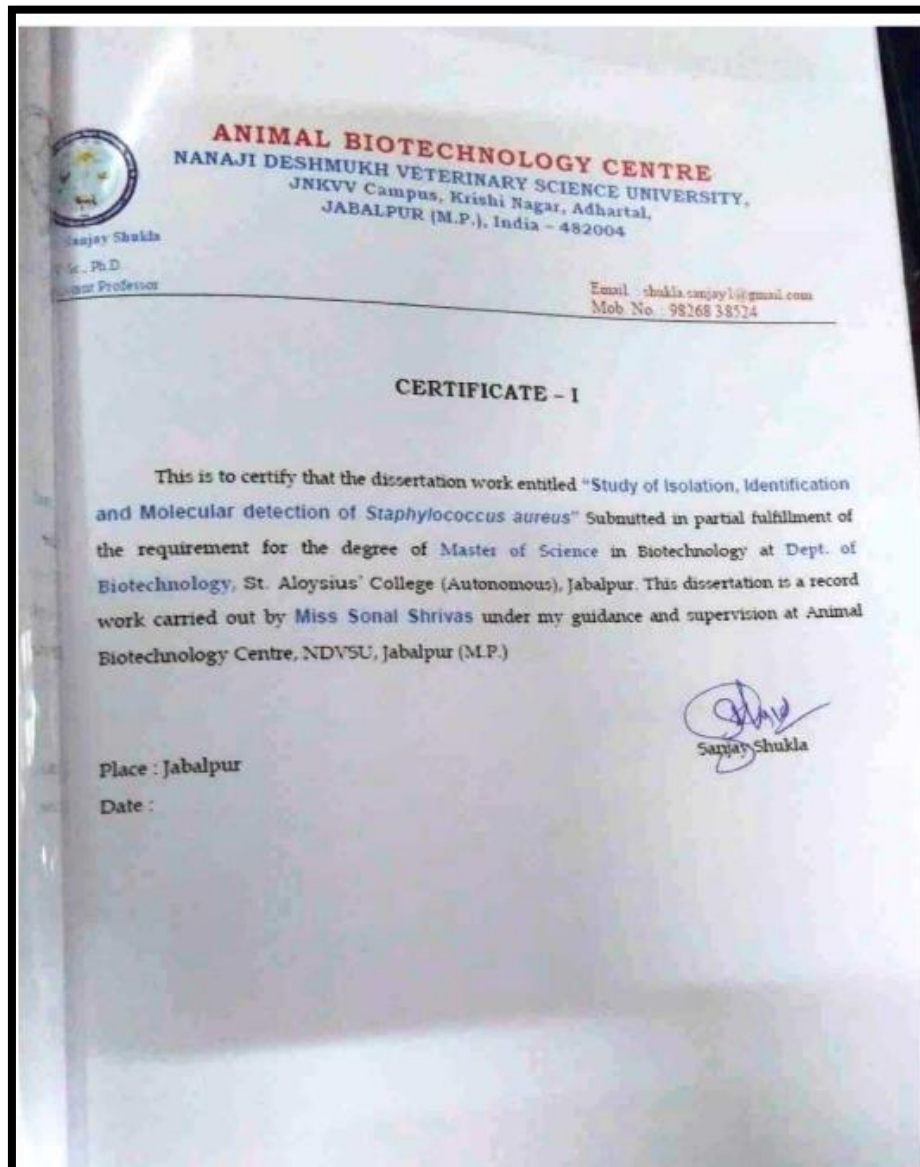 ANIMAL BIOTECHNOLOGY CENTRE
NANAJI DESHMUKH VETERINARY SCIENCE UNIVERSITY,
JNKVV Campus, Krishi Nagar, Adhartal,
JABALPUR (M.P.), India – 482004
Sanjay Shukla
Ph.D.
Professor
Email : shukla.sanjay1@gmail.com
Mob. No. : 98268 38524
CERTIFICATE – I
This is to certify that the dissertation work entitled “Study of Isolation, Identification
and Molecular detection of Staphylococcus aureus” Submitted in partial fulfillment of
the requirement for the degree of Master of Science in Biotechnology at Dept. of
Biotechnology, St. Aloysius’ College (Autonomous), Jabalpur. This dissertation is a record
work carried out by Miss Sonal Shrivas under my guidance and supervision at Animal
Biotechnology Centre, NDVSU, Jabalpur (M.P.)
Sanjay Shukla
Place : Jabalpur
Date :